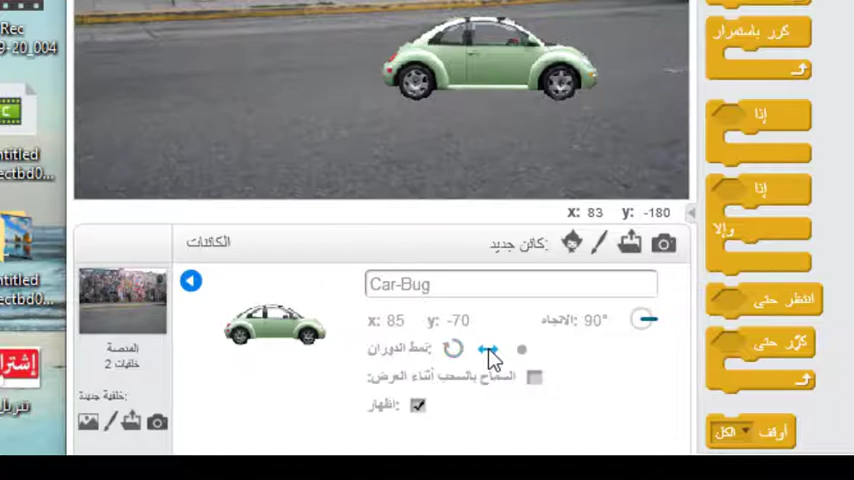 Rec
9-20_004
ntitled
ectbd0...
ntitled
ectbd0...
إشترا
تنزيل
x: 83 y: -180
الكائنات
كائن جديد:
Car-Bug
x: 85 y: -70
الاتجاه: 90°
نمط الدوران:
السماح بالسحب أثناء العرض:
اظهار:
المنصة
خلفيات 2
خلفية جديدة:
كرر باستمرار
إذا
إذا
وإلا
انتظر حتى
كرّر حتى
أوقف الكل